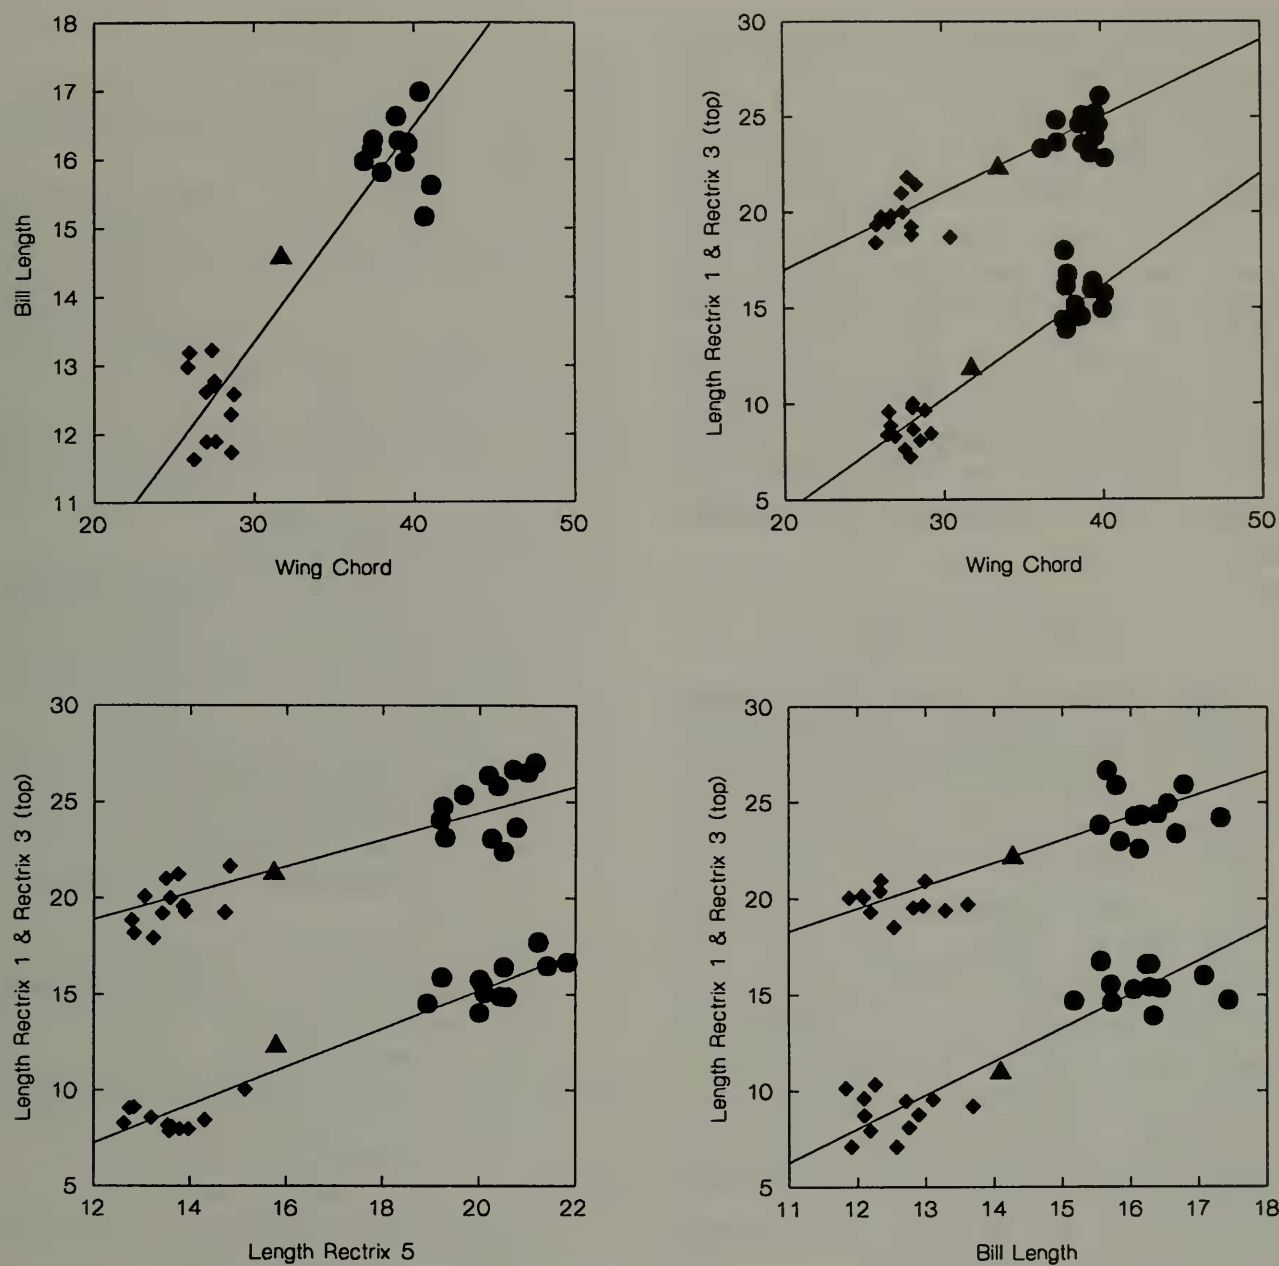 18
17
16
15
14
13
12
11
Bill Length
20 30 40 50
Wing Chord
30
25
20
15
10
5
Length Rectrix 1 & Rectrix 3 (top)
20 30 40 50
Wing Chord
30
25
20
15
10
5
Length Rectrix 1 & Rectrix 3 (top)
12 14 16 18 20 22
Length Rectrix 5
30
25
20
15
10
5
Length Rectrix 1 & Rectrix 3 (top)
11 12 13 14 15 16 17 18
Bill Length